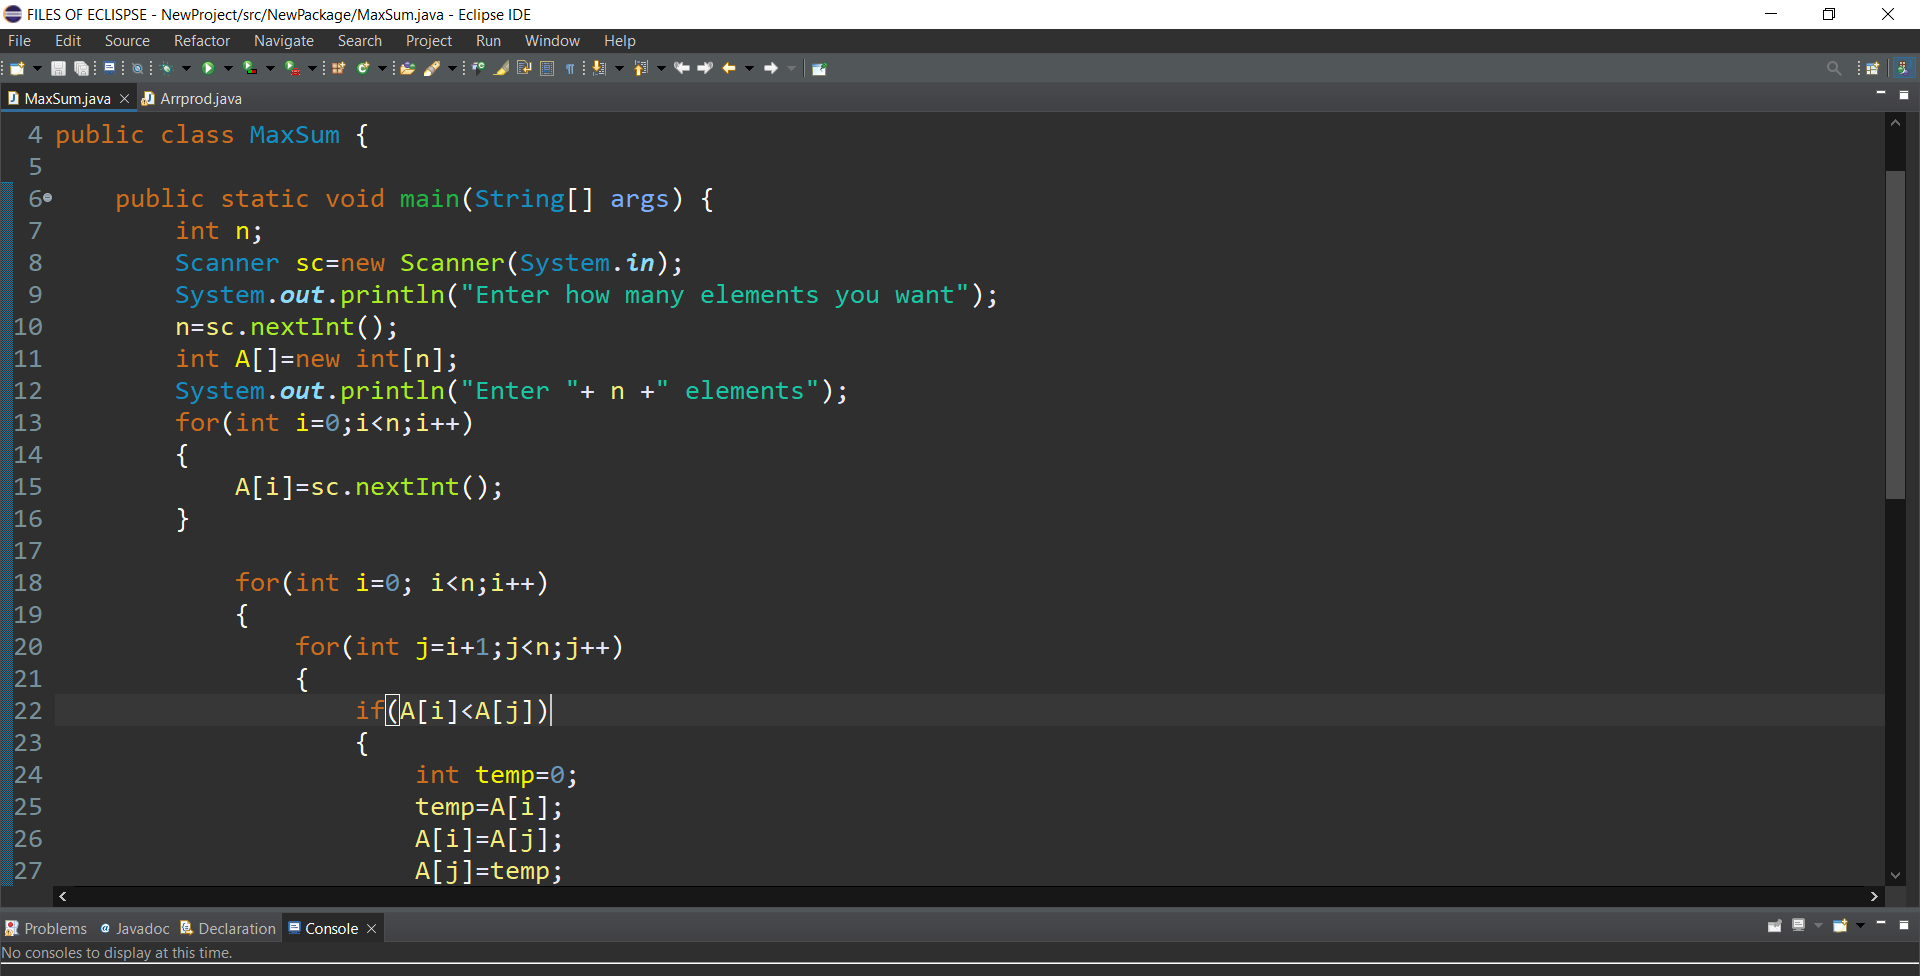 FILES OF ECLISPSE - NewProject/src/NewPackage/MaxSum.java - Eclipse IDE
File Edit Source Refactor Navigate Search Project Run Window Help
MaxSum.java Arrprod.java
4 public class MaxSum {
5
6 public static void main(String[] args) {
7 int n;
8 Scanner sc=new Scanner(System.in);
9 System.out.println("Enter how many elements you want");
10 n=sc.nextInt();
11 int A[]=new int[n];
12 System.out.println("Enter "+ n +" elements");
13 for(int i=0;i<n;i++)
14 {
15 A[i]=sc.nextInt();
16 }
17
18 for(int i=0; i<n;i++)
19 {
20 for(int j=i+1;j<n;j++)
21 {
22 if(A[i]<A[j])
23 {
24 int temp=0;
25 temp=A[i];
26 A[i]=A[j];
27 A[j]=temp;
Problems Javadoc Declaration Console
No consoles to display at this time.